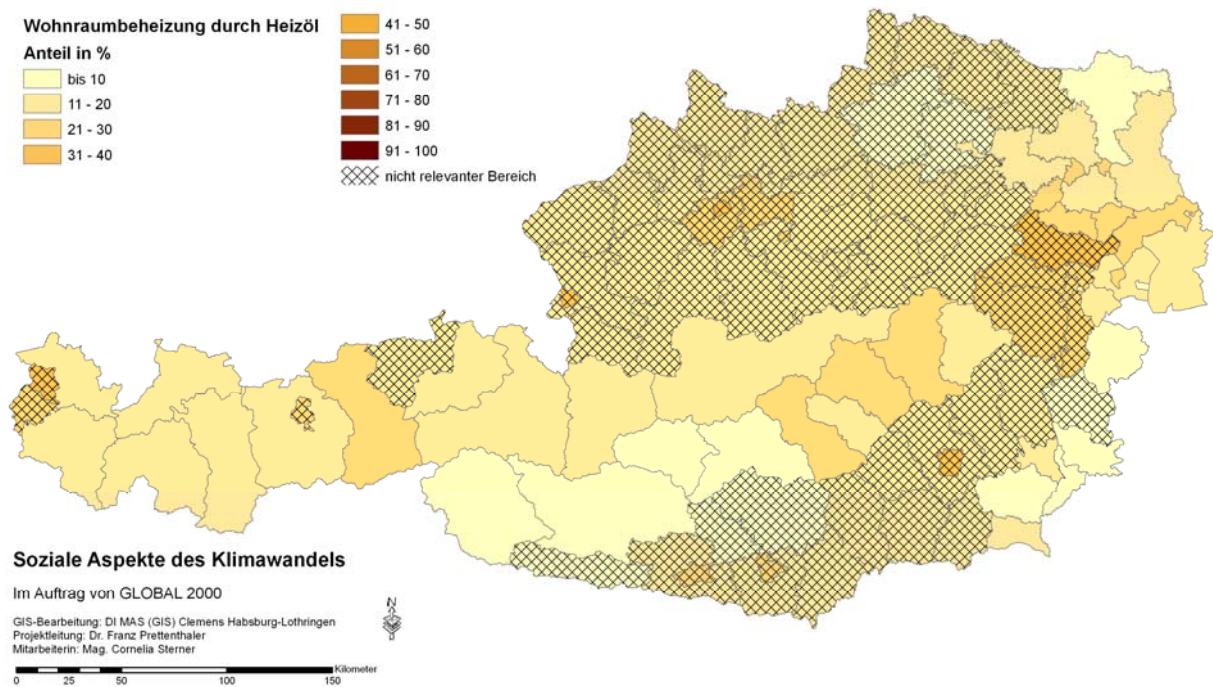 Wohnraumbeheizung durch Heizöl
Anteil in %
bis 10
11 - 20
21 - 30
31 - 40
41 - 50
51 - 60
61 - 70
71 - 80
81 - 90
91 - 100
nicht relevanter Bereich
Soziale Aspekte des Klimawandels
Im Auftrag von GLOBAL 2000
GIS-Bearbeitung: DI MAS (GIS) Clemens Habsburg-Lothringen
Projektleitung: Dr. Franz Prettenthaler
Mitarbeiterin: Mag. Cornelia Sterner
N
Kilometer
0 25 50 100 150